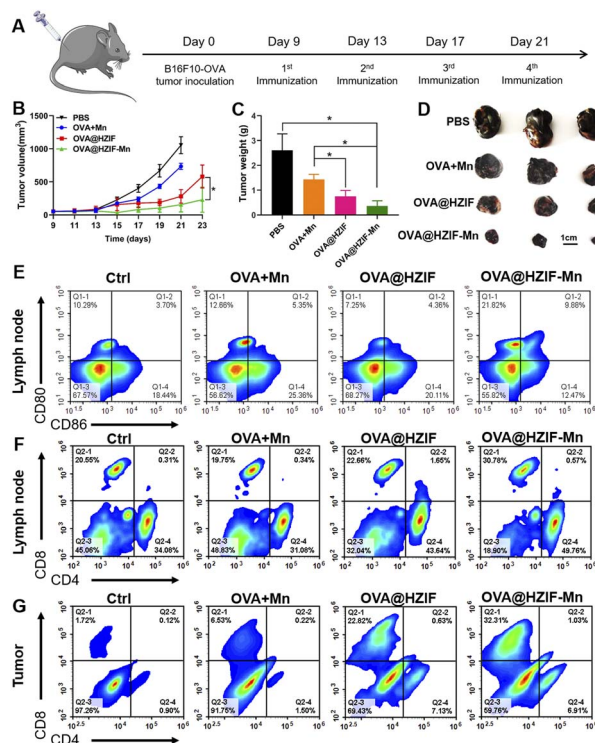 A
Day 0 Day 9 Day 13 Day 17 Day 21
B16F10-OVA 1st 2nd 3rd 4th
tumor inoculation Immunization Immunization Immunization Immunization
B
PBS
OVA+Mn
OVA@HZIF
OVA@HZIF-Mn
Tumor volume(mm3)
1500
1000
500
0
*
9 11 13 15 17 19 21 23
Time (days)
C
Tumor weight (g)
4
3
2
1
0
*
*
*
PBS
OVA+Mn
OVA@HZIF
OVA@HZIF-Mn
D
PBS
OVA+Mn
OVA@HZIF
OVA@HZIF-Mn
1cm
E
Ctrl OVA+Mn OVA@HZIF OVA@HZIF-Mn
Lymph node
CD80
Q1-1 Q1-2 Q1-1 Q1-2 Q1-1 Q1-2 Q1-1 Q1-2
10.29% 3.70% 12.66% 5.35% 7.25% 4.36% 21.82% 9.88%
Q1-3 Q1-4 Q1-3 Q1-4 Q1-3 Q1-4 Q1-3 Q1-4
67.57% 18.44% 56.62% 25.36% 68.27% 20.11% 55.82% 12.47%
CD86
F
Ctrl OVA+Mn OVA@HZIF OVA@HZIF-Mn
Lymph node
CD8
Q2-1 Q2-2 Q2-1 Q2-2 Q2-1 Q2-2 Q2-1 Q2-2
20.55% 0.31% 19.75% 0.34% 22.66% 1.65% 30.78% 0.57%
Q2-3 Q2-4 Q2-3 Q2-4 Q2-3 Q2-4 Q2-3 Q2-4
45.06% 34.08% 48.83% 31.08% 32.04% 43.64% 18.90% 49.76%
CD4
G
Ctrl OVA+Mn OVA@HZIF OVA@HZIF-Mn
Tumor
CD8
Q2-1 Q2-2 Q2-1 Q2-2 Q2-1 Q2-2 Q2-1 Q2-2
1.72% 0.12% 6.53% 0.22% 22.82% 0.63% 32.31% 1.03%
Q2-3 Q2-4 Q2-3 Q2-4 Q2-3 Q2-4 Q2-3 Q2-4
97.26% 0.90% 91.75% 1.50% 69.43% 7.13% 59.76% 6.91%
CD4